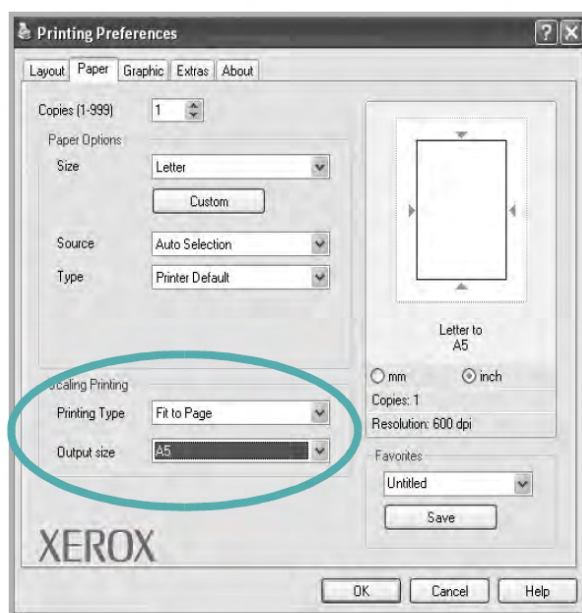 Printing Preferences
Layout Paper Graphic Extras About
Copies (1-999) 1
Paper Options
Size Letter
Custom
Source Auto Selection
Type Printer Default
Letter to
A5
mm inch
Copies: 1
Resolution: 600 dpi
Scaling Printing
Printing Type Fit to Page
Output size A5
Favorites
Untitled
Save
XEROX
OK Cancel Help